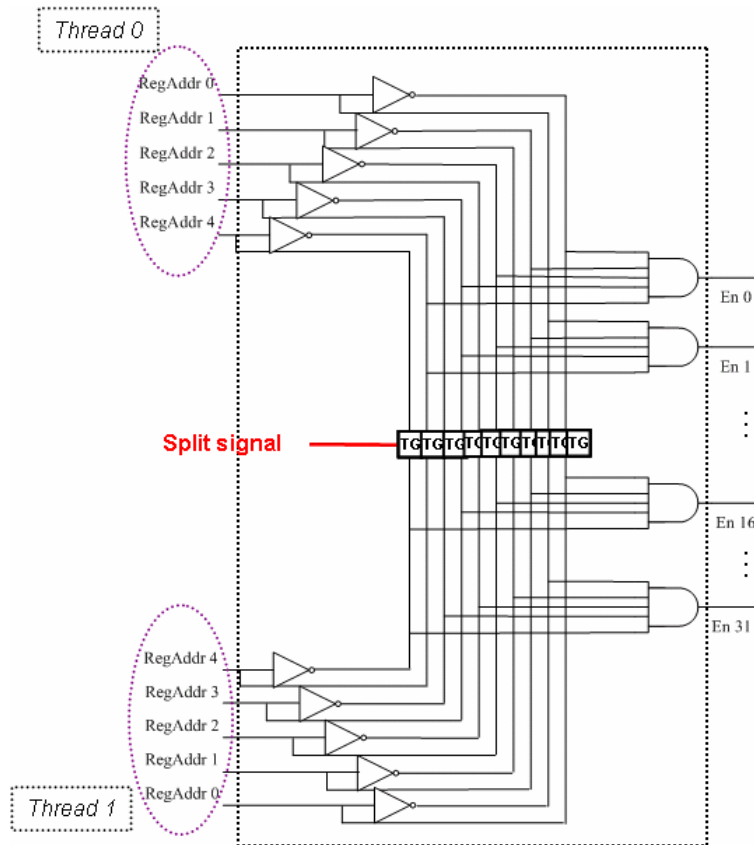 Thread 0
RegAddr 0
RegAddr 1
RegAddr 2
RegAddr 3
RegAddr 4
En 0
En 1
Split signal
TG TG TG TG TG TG TG TG TG TG
En 16
En 31
RegAddr 4
RegAddr 3
RegAddr 2
RegAddr 1
RegAddr 0
Thread 1